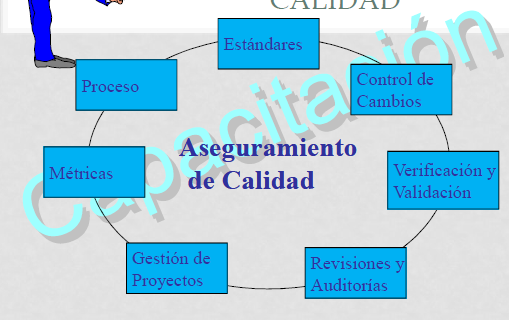 CALIDAD
Estándares
Proceso
Control de
Cambios
Aseguramiento
de Calidad
Métricas
Verificación y
Validación
Gestión de
Proyectos
Revisiones y
Auditorías
Capacitación